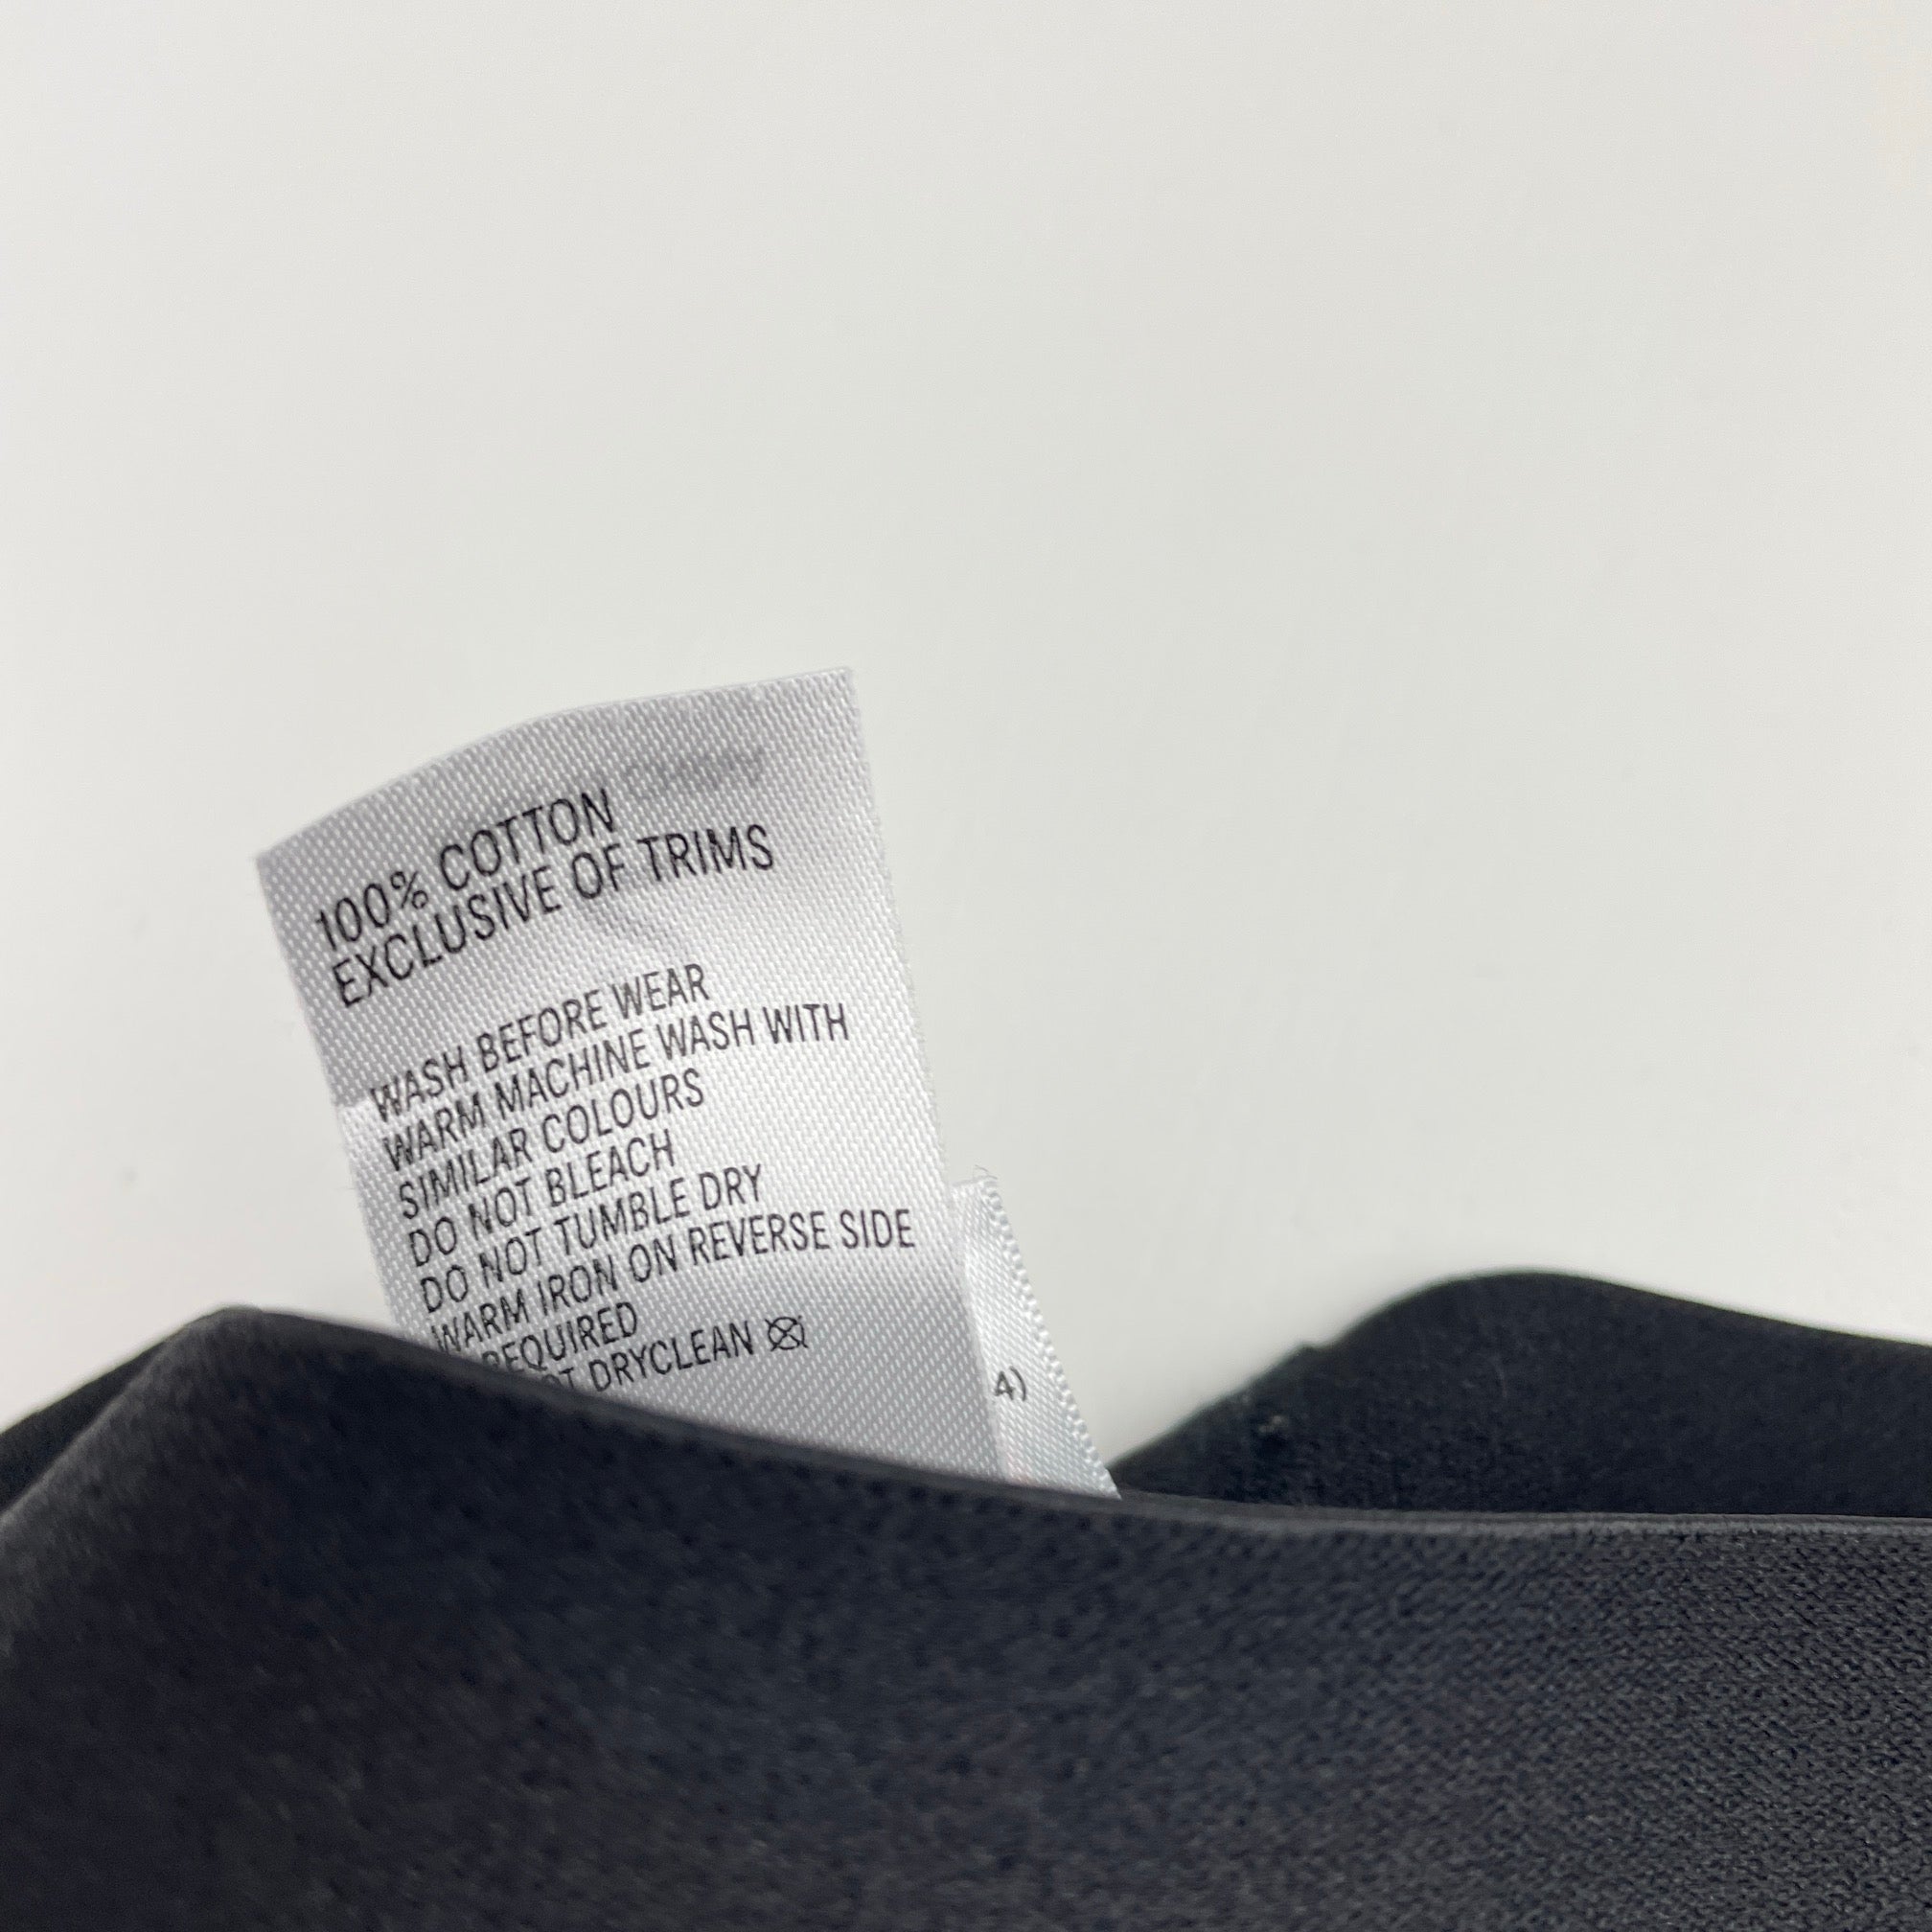 100% COTTON
EXCLUSIVE OF TRIMS
WASH BEFORE WEAR
WARM MACHINE WASH WITH
SIMILAR COLOURS
DO NOT BLEACH
DO NOT TUMBLE DRY
WARM IRON ON REVERSE SIDE
REQUIRED
DRYCLEAN
4)